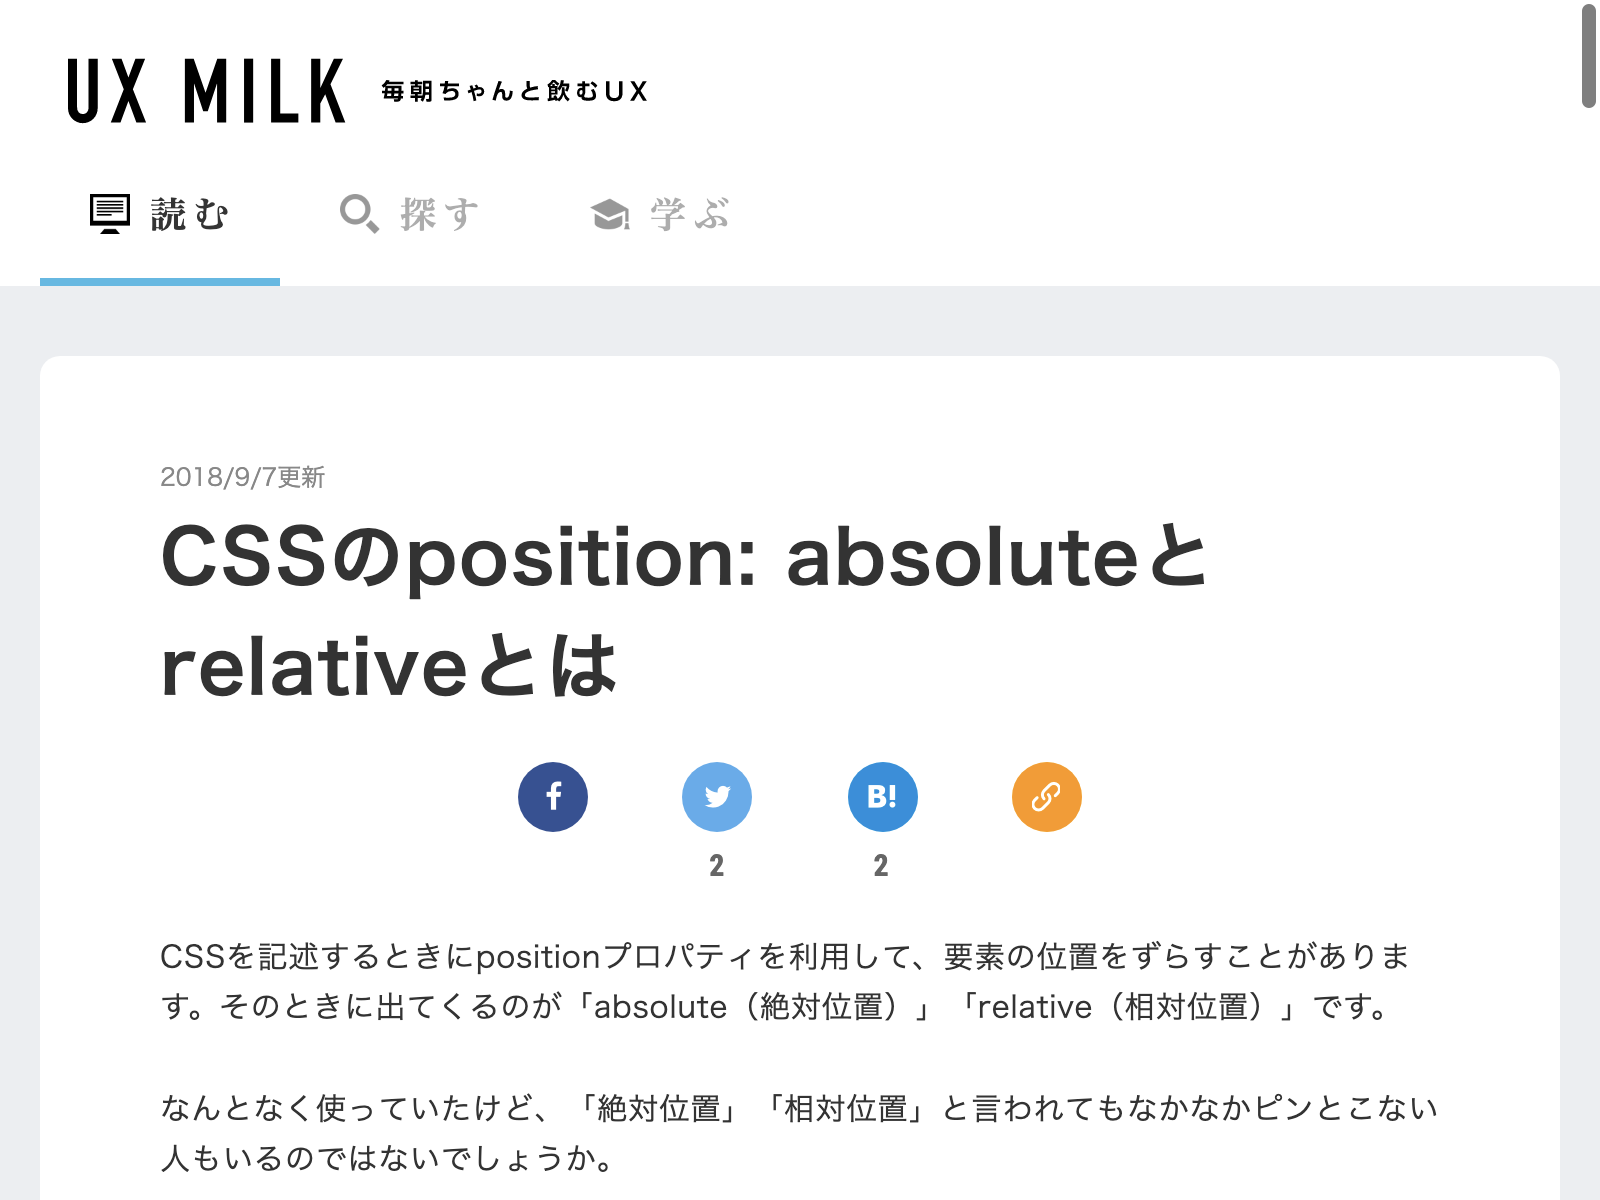 UX MILK 毎朝ちゃんと飲むUX
読む 探す 学ぶ
2018/9/7更新
CSSのposition: absoluteと
relativeとは
B!
2 2
CSSを記述するときにpositionプロパティを利用して、要素の位置をずらすことがありま
す。そのときに出てくるのが「absolute（絶対位置）」「relative（相対位置）」です。
なんとなく使っていたけど、「絶対位置」「相対位置」と言われてもなかなかピンとこない
人もいるのではないでしょうか。